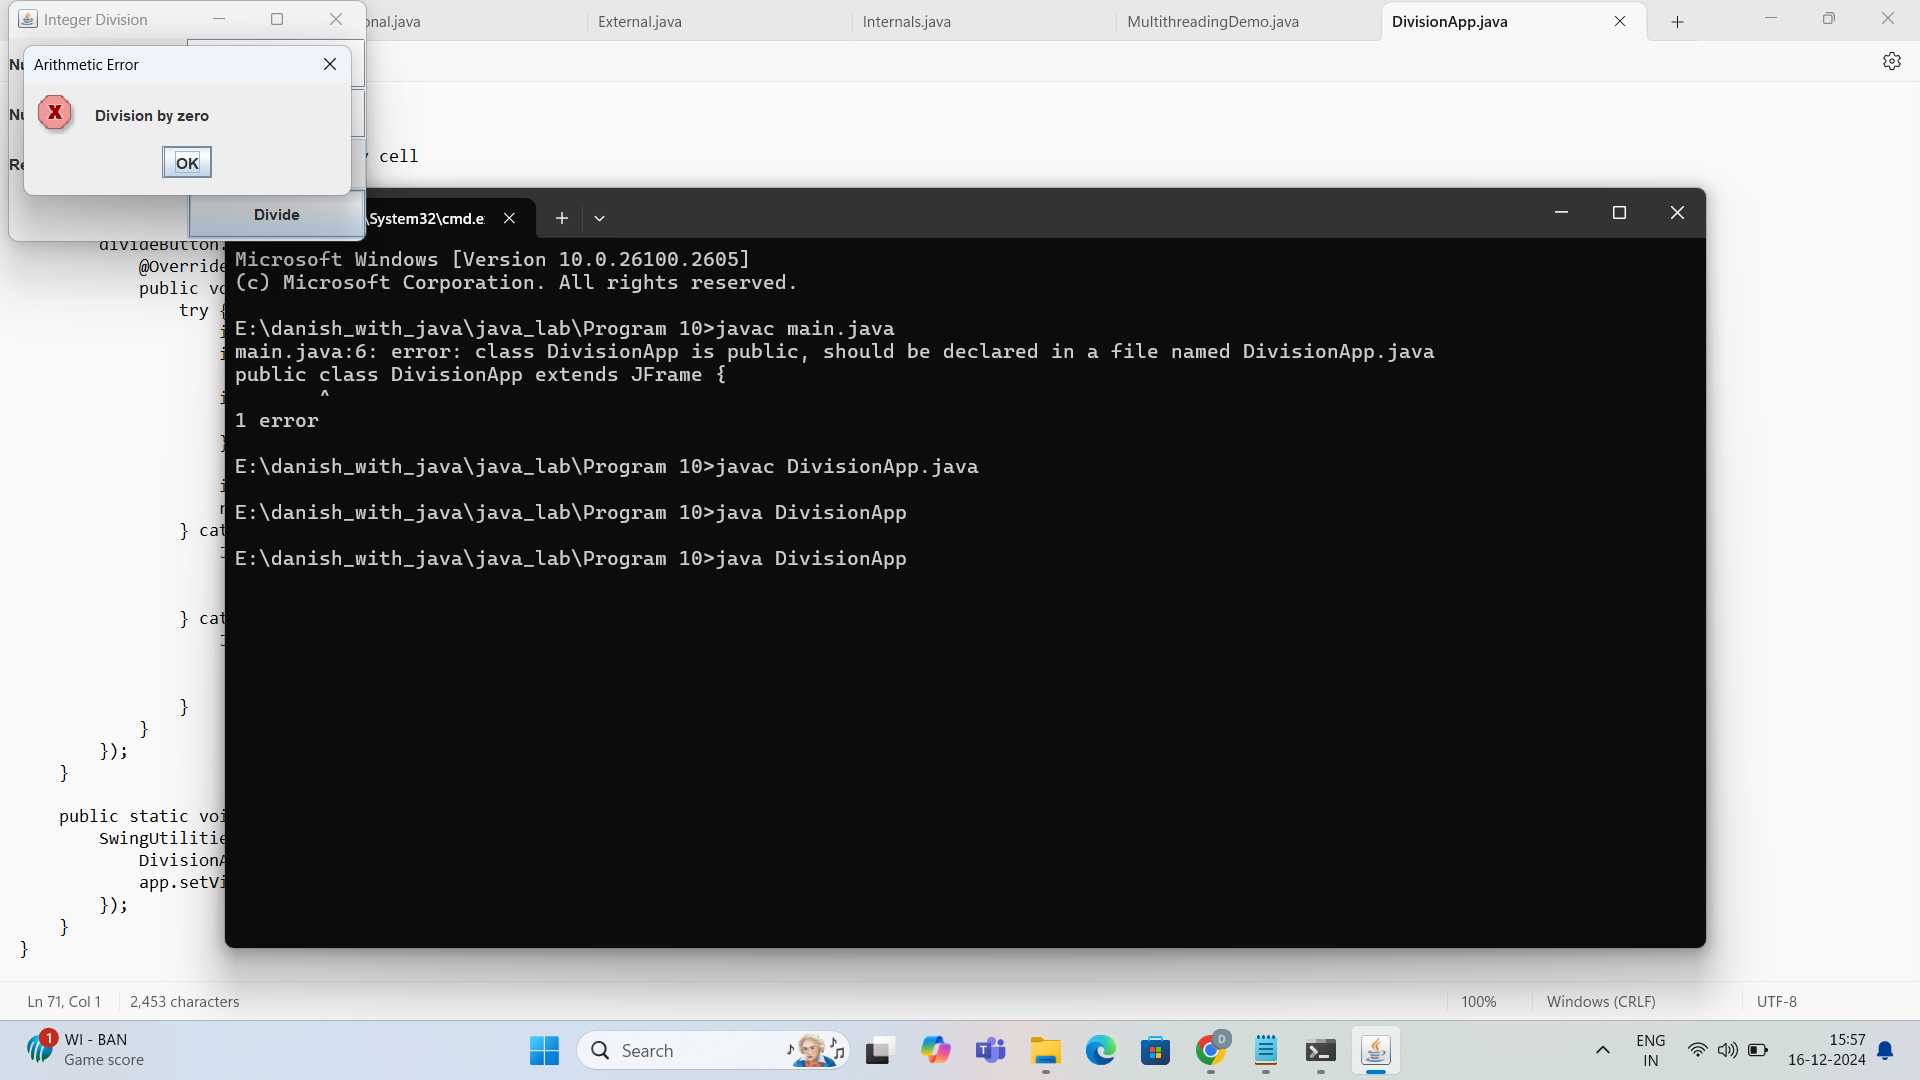 Integer Division
onal.java
External.java
Internals.java
MultithreadingDemo.java
DivisionApp.java
Arithmetic Error
Division by zero
OK
Divide
cell
divideButton.
@Override
public vo
try {
} cat
} cat
}
}
});
}
public static voi
SwingUtilitie
DivisionA
app.setVi
});
}
}
\System32\cmd.e
Microsoft Windows [Version 10.0.26100.2605]
(c) Microsoft Corporation. All rights reserved.
E:\danish_with_java\java_lab\Program 10>javac main.java
main.java:6: error: class DivisionApp is public, should be declared in a file named DivisionApp.java
public class DivisionApp extends JFrame {
^
1 error
E:\danish_with_java\java_lab\Program 10>javac DivisionApp.java
E:\danish_with_java\java_lab\Program 10>java DivisionApp
E:\danish_with_java\java_lab\Program 10>java DivisionApp
Ln 71, Col 1
2,453 characters
100%
Windows (CRLF)
UTF-8
1
WI - BAN
Game score
Search
D
ENG
IN
15:57
16-12-2024